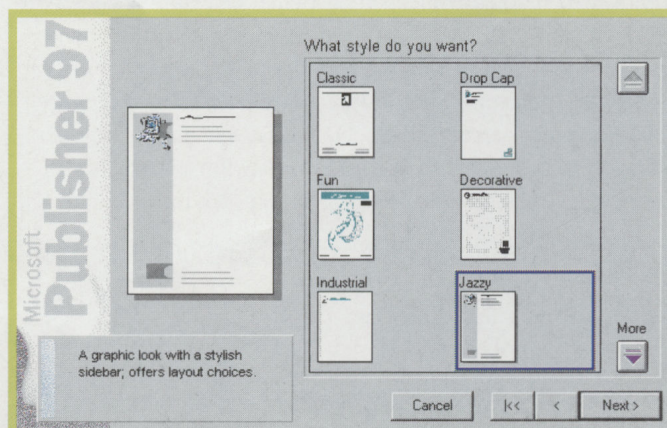 Microsoft
Publisher 97
What style do you want?
Classic
Drop Cap
Fun
Decorative
Industrial
Jazzy
More
A graphic look with a stylish
sidebar; offers layout choices.
Cancel
|<<
<
Next >